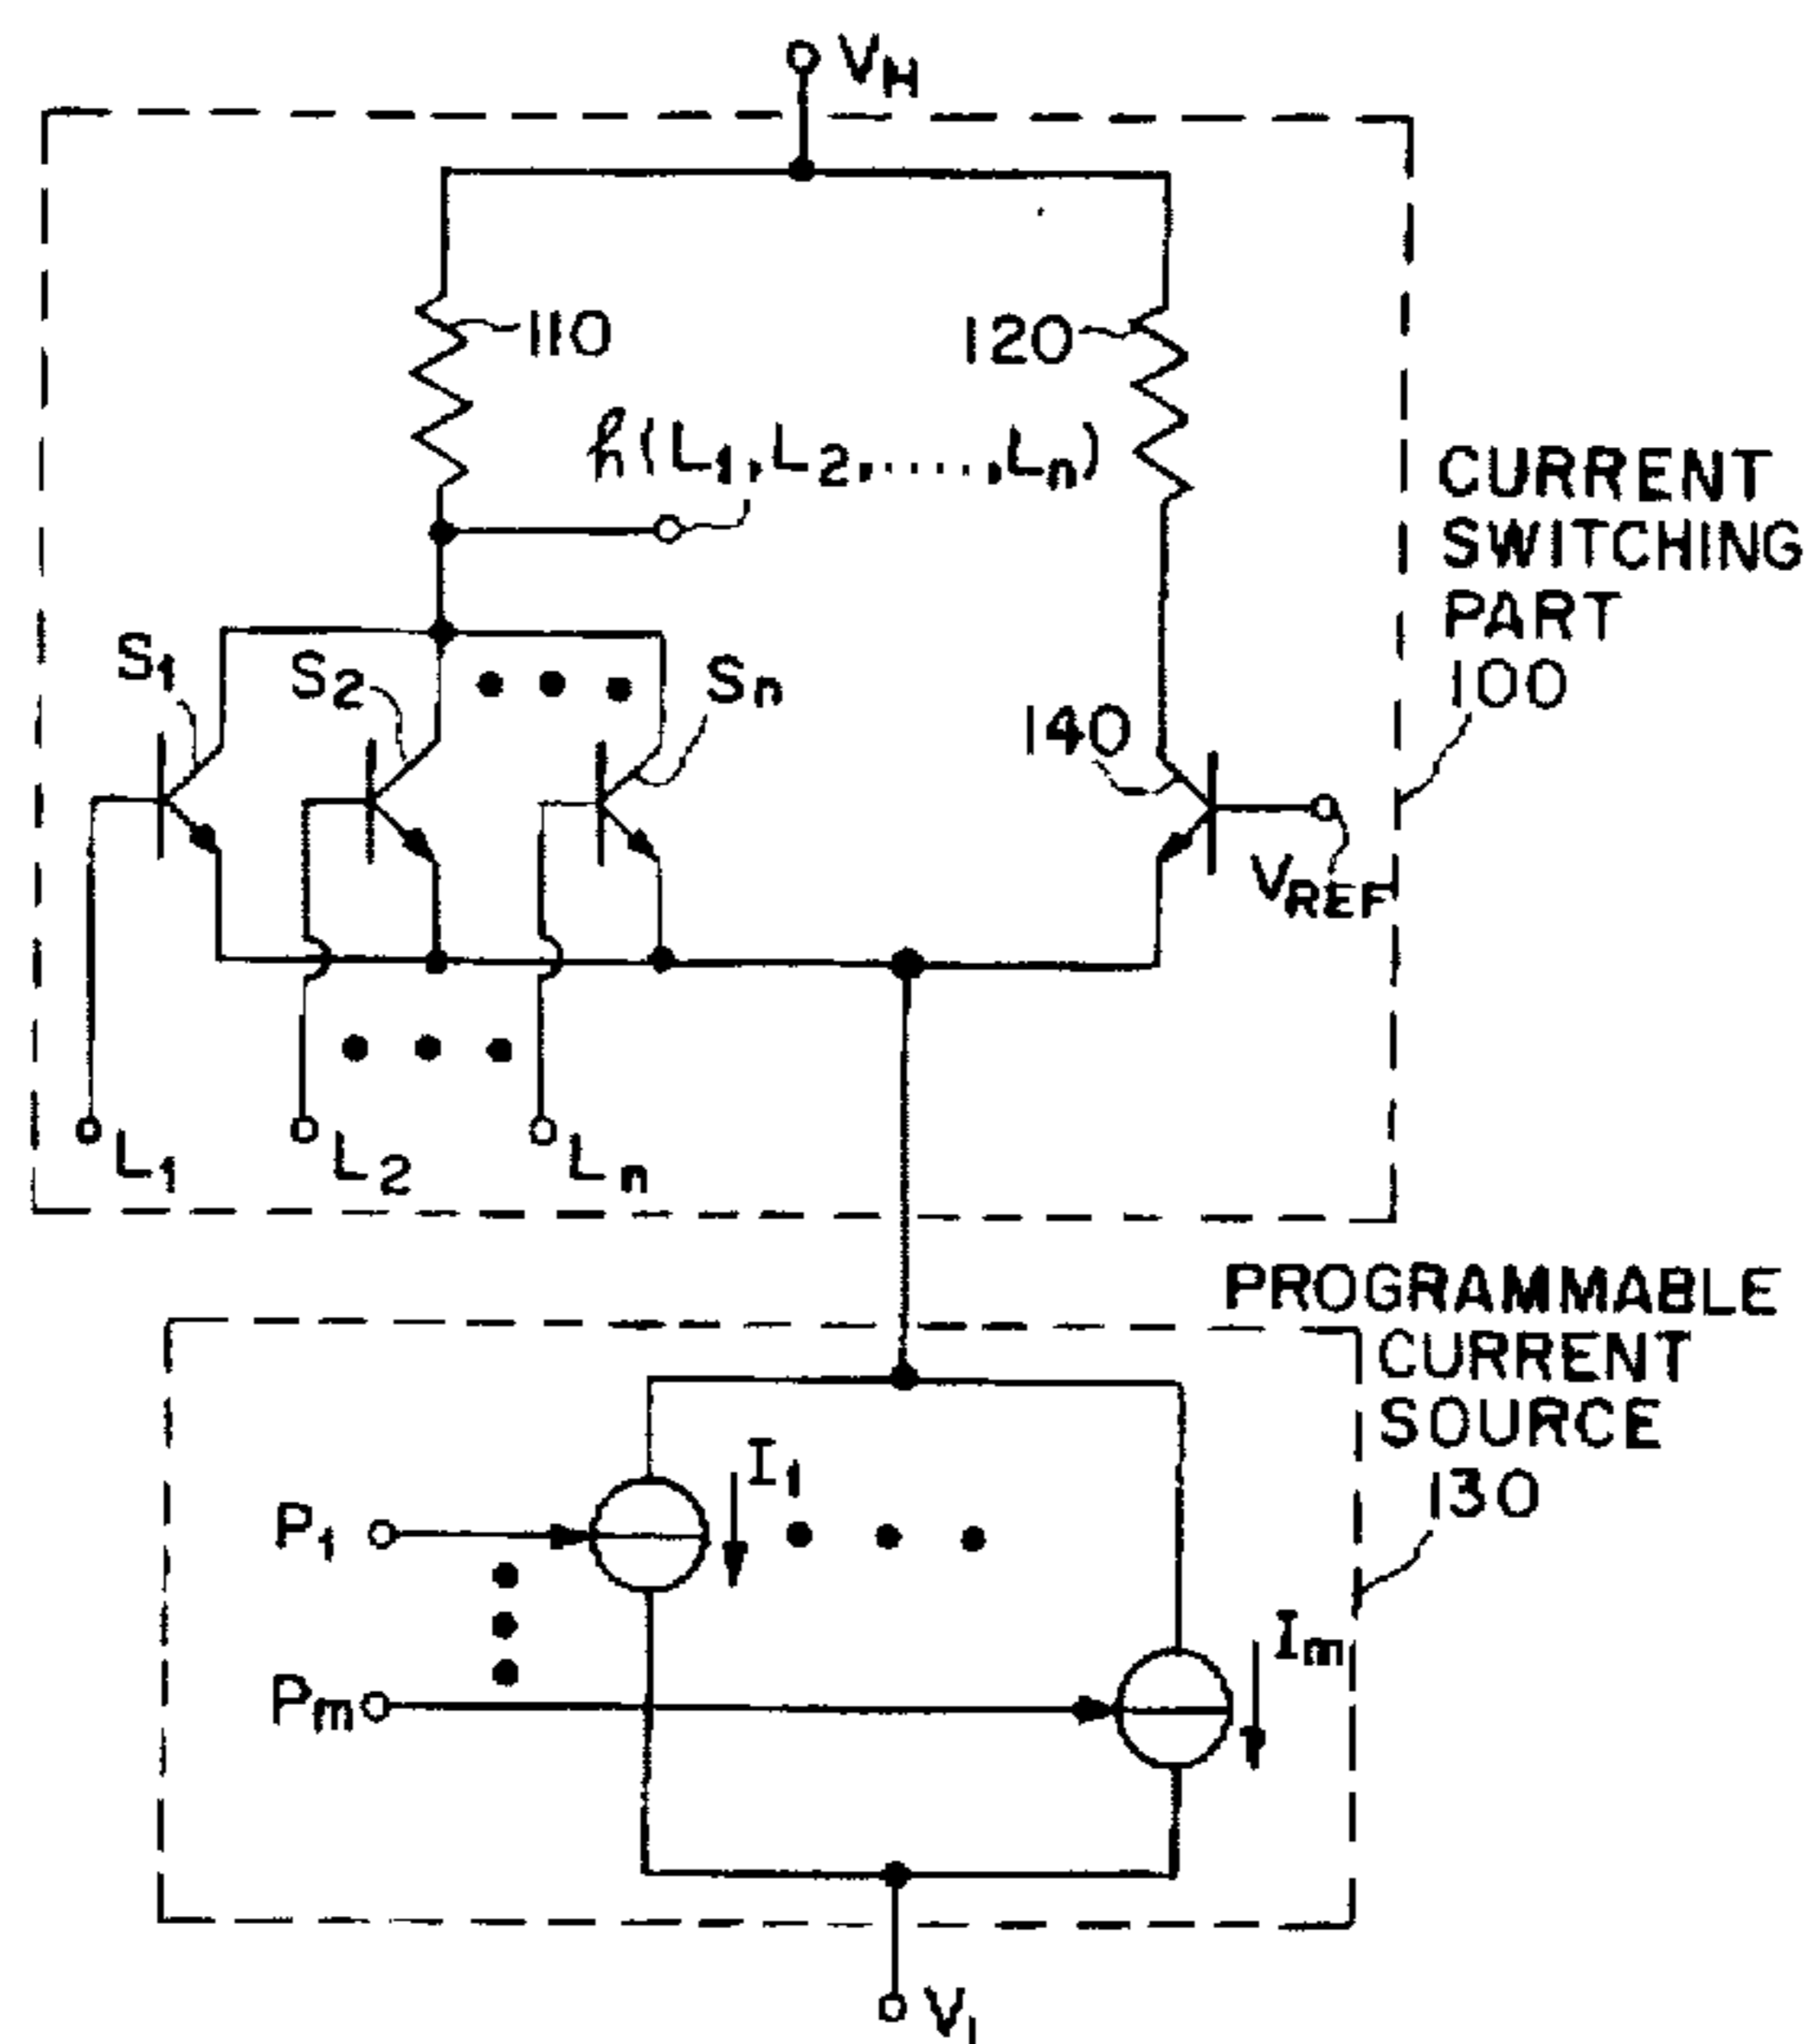 VH
110
120
h(L1,L2,.....,Ln)
CURRENT
SWITCHING
PART
100
S1
S2
Sn
140
VREF
L1
L2
Ln
PROGRAMMABLE
CURRENT
SOURCE
130
P1
I1
Pm
Im